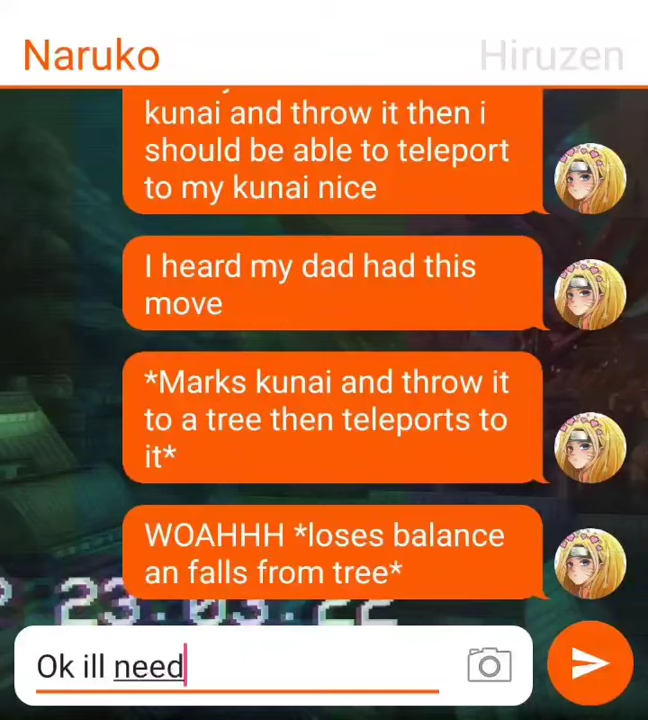 Naruko
Hiruzen
kunai and throw it then i
should be able to teleport
to my kunai nice
I heard my dad had this
move
*Marks kunai and throw it
to a tree then teleports to
it*
WOAHHH *loses balance
an falls from tree*
23.03.22
Ok ill need